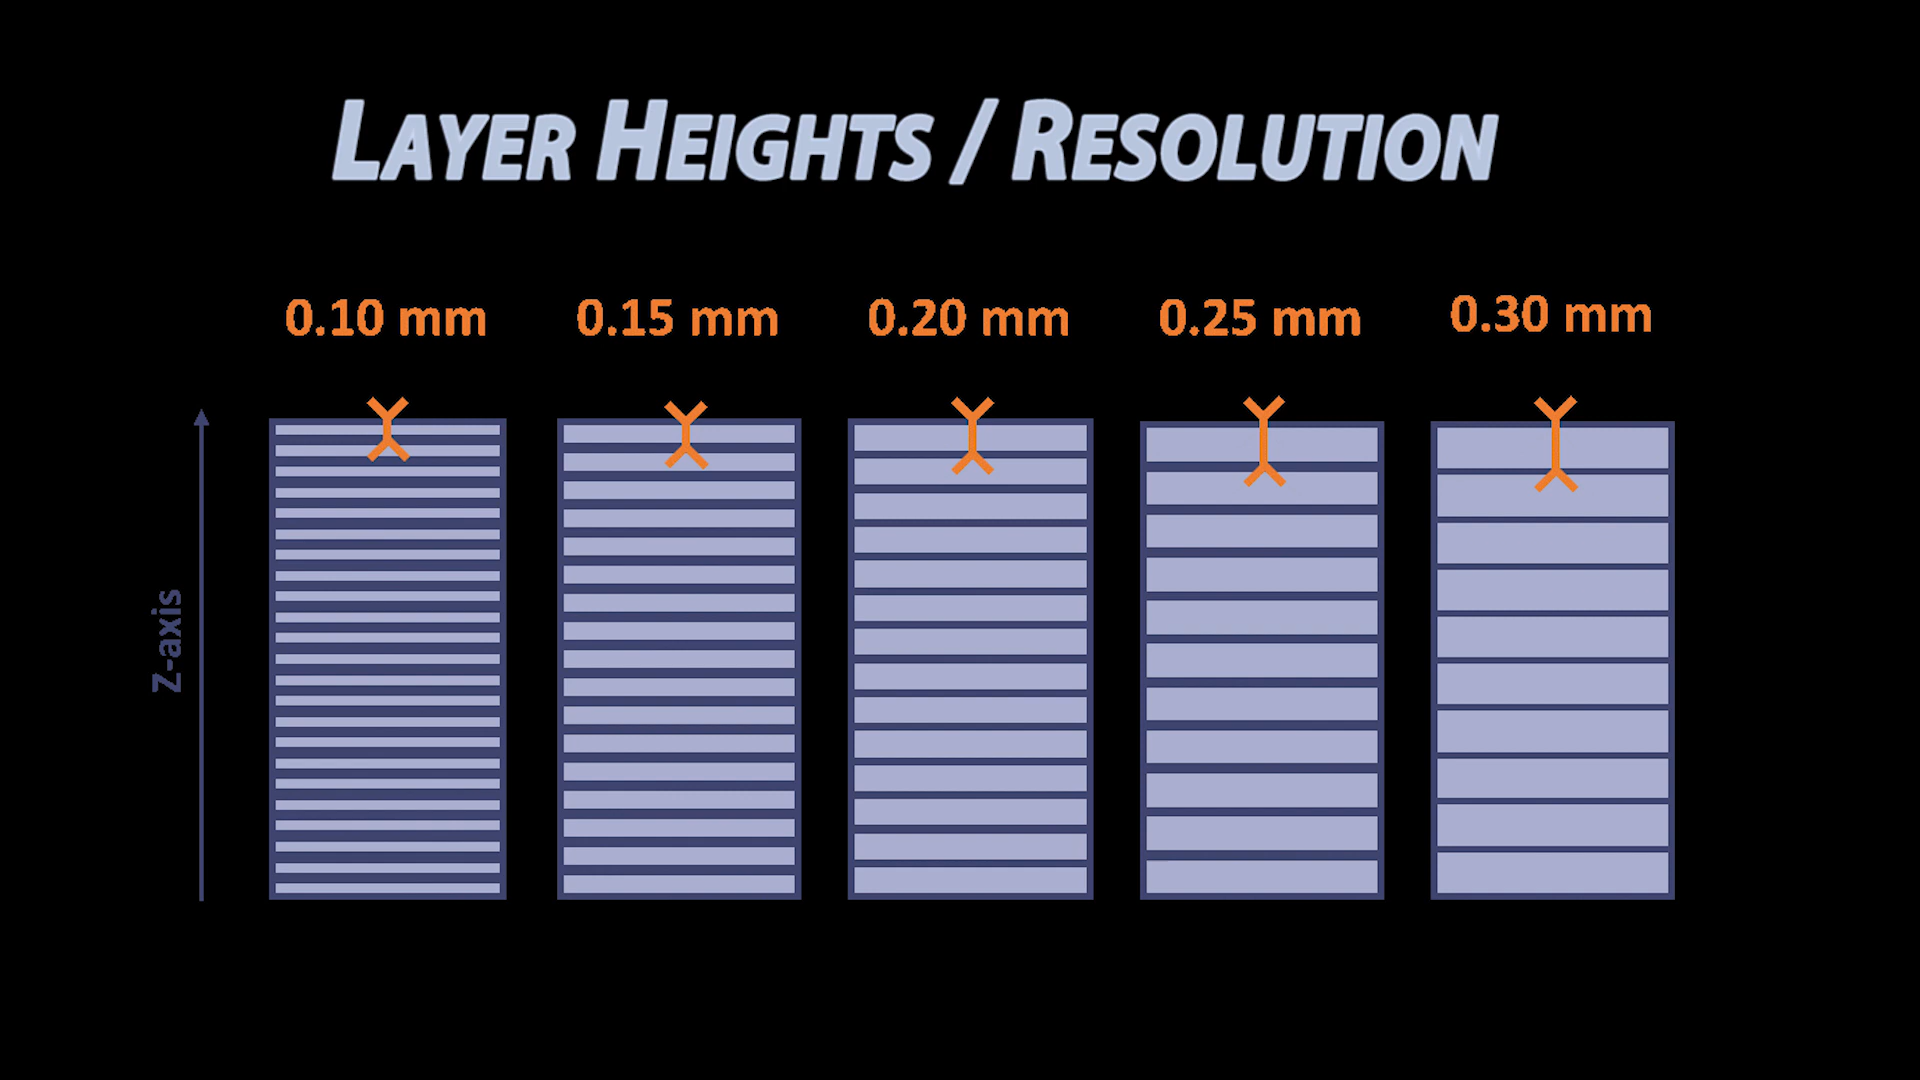 LAYER HEIGHTS / RESOLUTION
0.10 mm 0.15 mm 0.20 mm 0.25 mm 0.30 mm
Z-axis